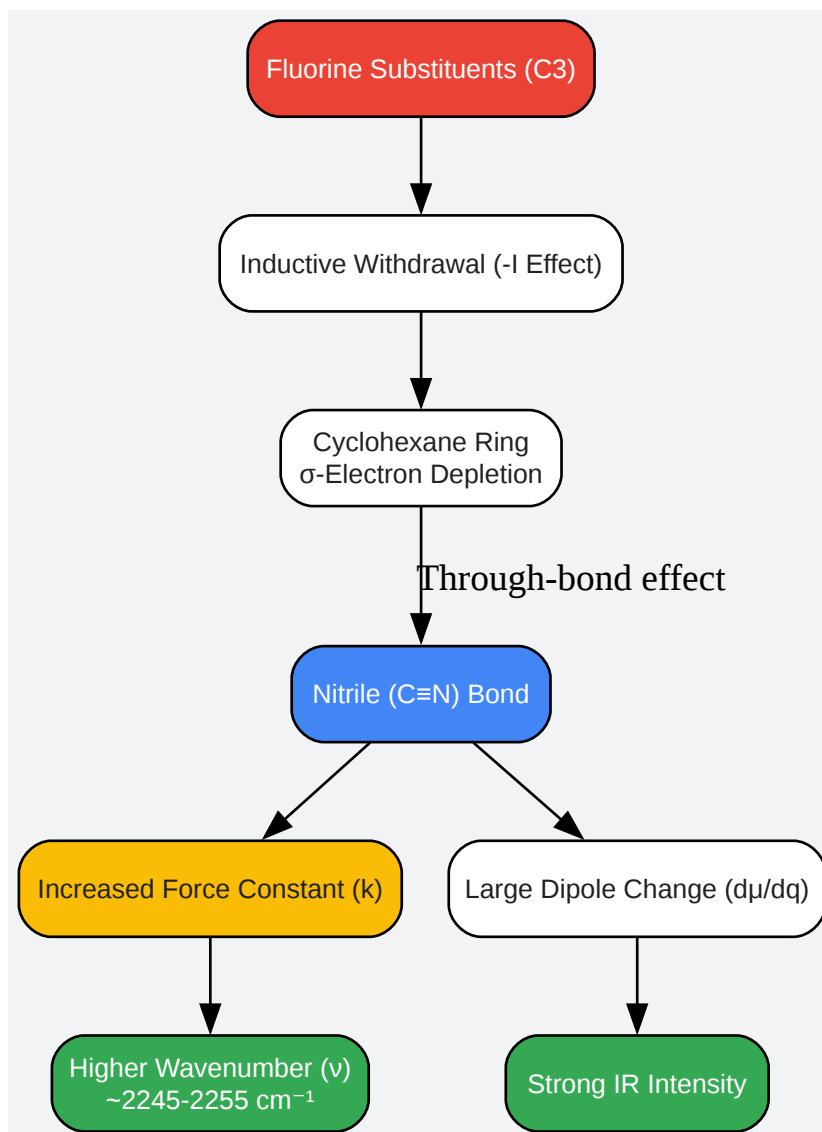 Fluorine Substituents (C3)
Inductive Withdrawal (-I Effect)
Cyclohexane Ring
σ-Electron Depletion
Through-bond effect
Nitrile (C≡N) Bond
Increased Force Constant (k)
Large Dipole Change (dμ/dq)
Higher Wavenumber (ν)
~2245-2255 cm⁻¹
Strong IR Intensity